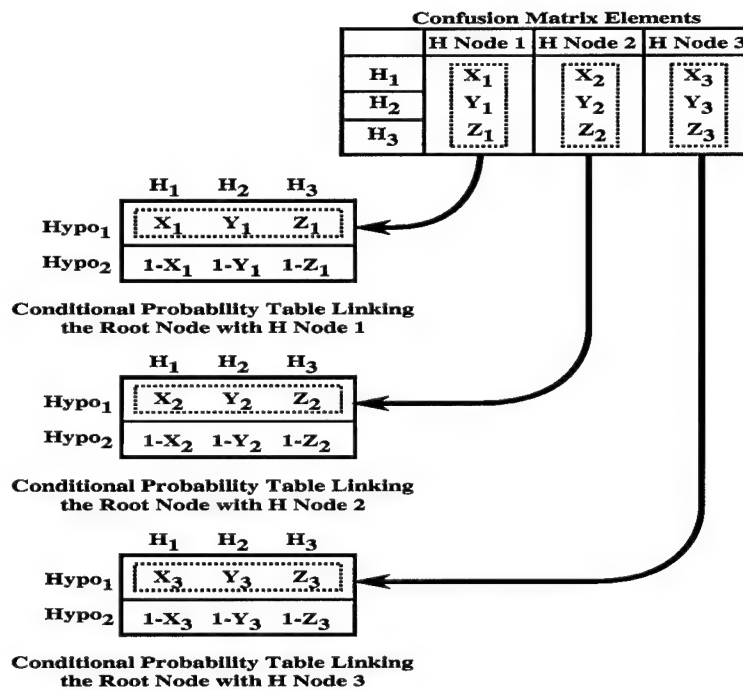 Confusion Matrix Elements
H Node 1 H Node 2 H Node 3
H₁ X₁ X₂ X₃
H₂ Y₁ Y₂ Y₃
H₃ Z₁ Z₂ Z₃
H₁ H₂ H₃
Hypo₁ X₁ Y₁ Z₁
Hypo₂ 1-X₁ 1-Y₁ 1-Z₁
Conditional Probability Table Linking
the Root Node with H Node 1
H₁ H₂ H₃
Hypo₁ X₂ Y₂ Z₂
Hypo₂ 1-X₂ 1-Y₂ 1-Z₂
Conditional Probability Table Linking
the Root Node with H Node 2
H₁ H₂ H₃
Hypo₁ X₃ Y₃ Z₃
Hypo₂ 1-X₃ 1-Y₃ 1-Z₃
Conditional Probability Table Linking
the Root Node with H Node 3